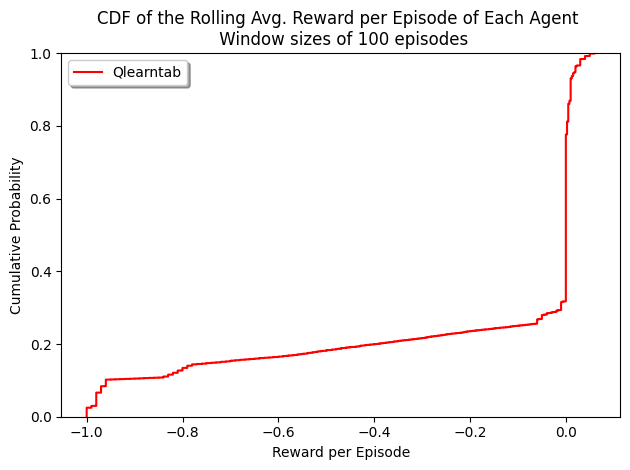 CDF of the Rolling Avg. Reward per Episode of Each Agent
Window sizes of 100 episodes
Qlearntab
Cumulative Probability
1.0
0.8
0.6
0.4
0.2
0.0
−1.0 −0.8 −0.6 −0.4 −0.2 0.0
Reward per Episode